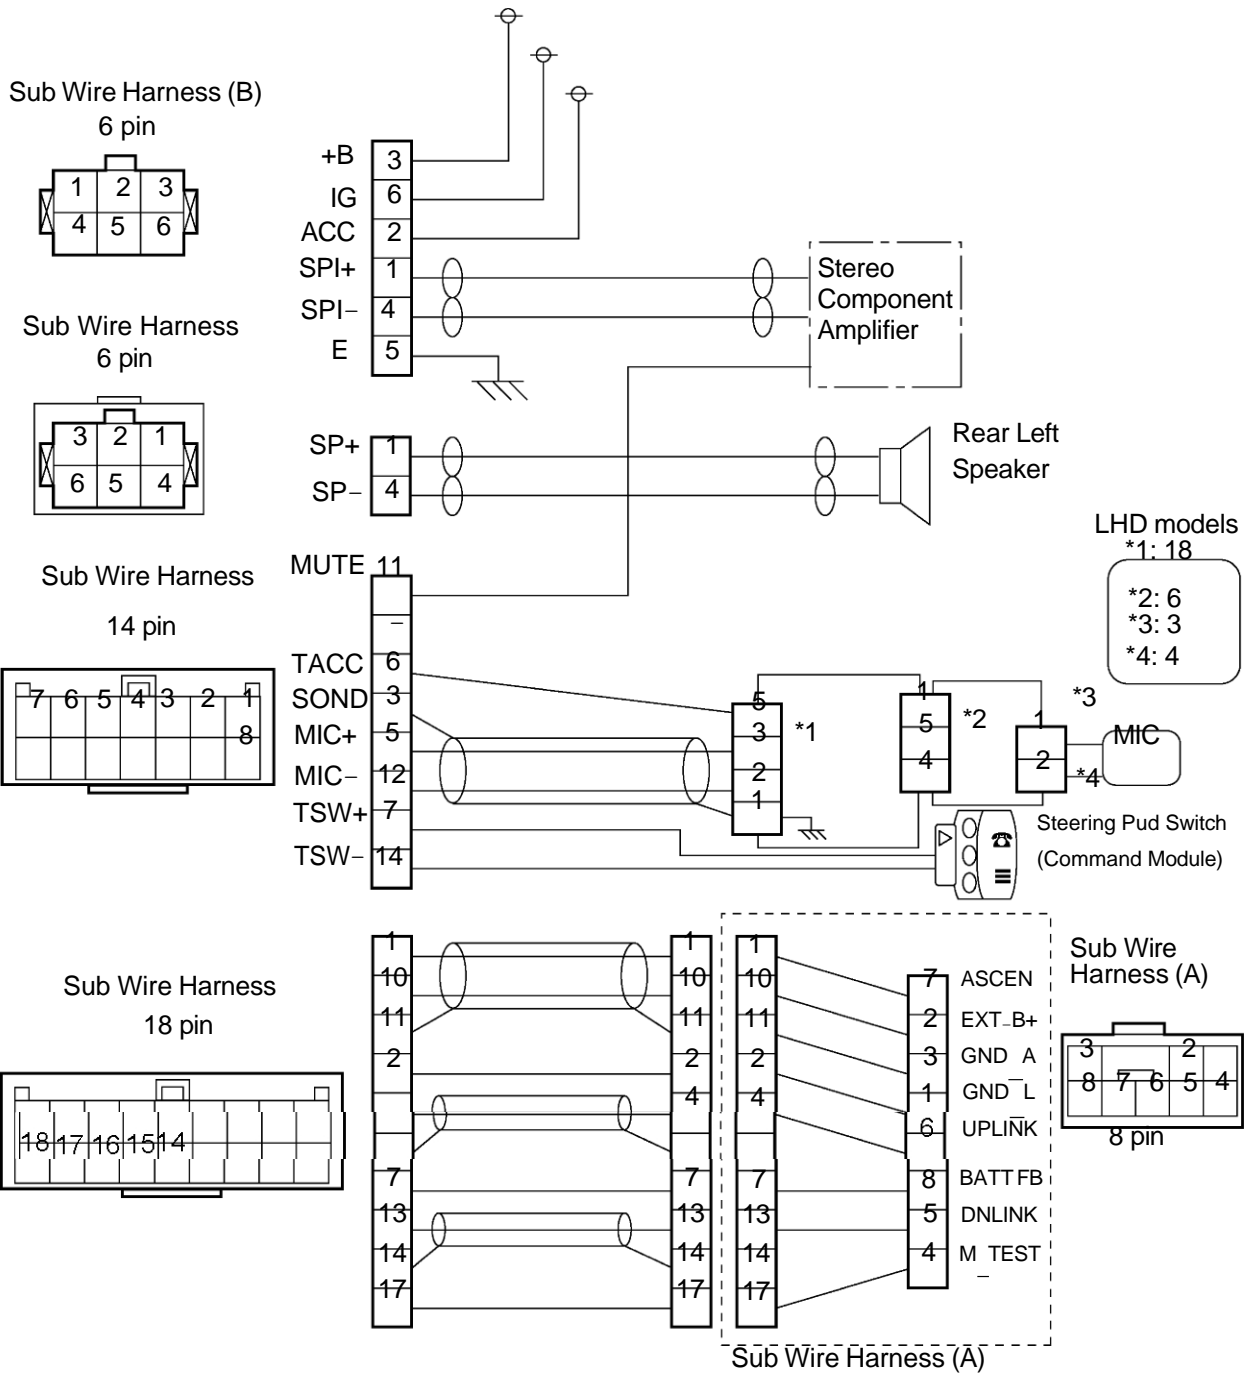 Sub Wire Harness (B)
6 pin
1 2 3
4 5 6
Sub Wire Harness
6 pin
3 2 1
6 5 4
Sub Wire Harness
14 pin
7 6 5 4 3 2 1
8
Sub Wire Harness
18 pin
18 17 16 15 14
+B 3
IG 6
ACC 2
SPI+ 1
SPI– 4
E 5
Stereo
Component
Amplifier
SP+ 1
SP– 4
Rear Left
Speaker
MUTE 11
–
TACC 6
SOND 3
MIC+ 5
MIC– 12
TSW+ 7
TSW– 14
5
3
2
1
*1
1
5
4
*2
1
2
*3
*4
MIC
LHD models
*1: 18
*2: 6
*3: 3
*4: 4
Steering Pud Switch
(Command Module)
1 1 1
10 10 10
11 11 11
2 2 2
4 4
7 7 7
13 13 13
14 14 14
17 17 17
7 ASCEN
2 EXT_B+
3 GND_A
1 GND_L
6 UPLINK
8 BATT FB
5 DNLINK
4 M_TEST
Sub Wire Harness (A)
Sub Wire
Harness (A)
3 2
8 7 6 5 4
8 pin